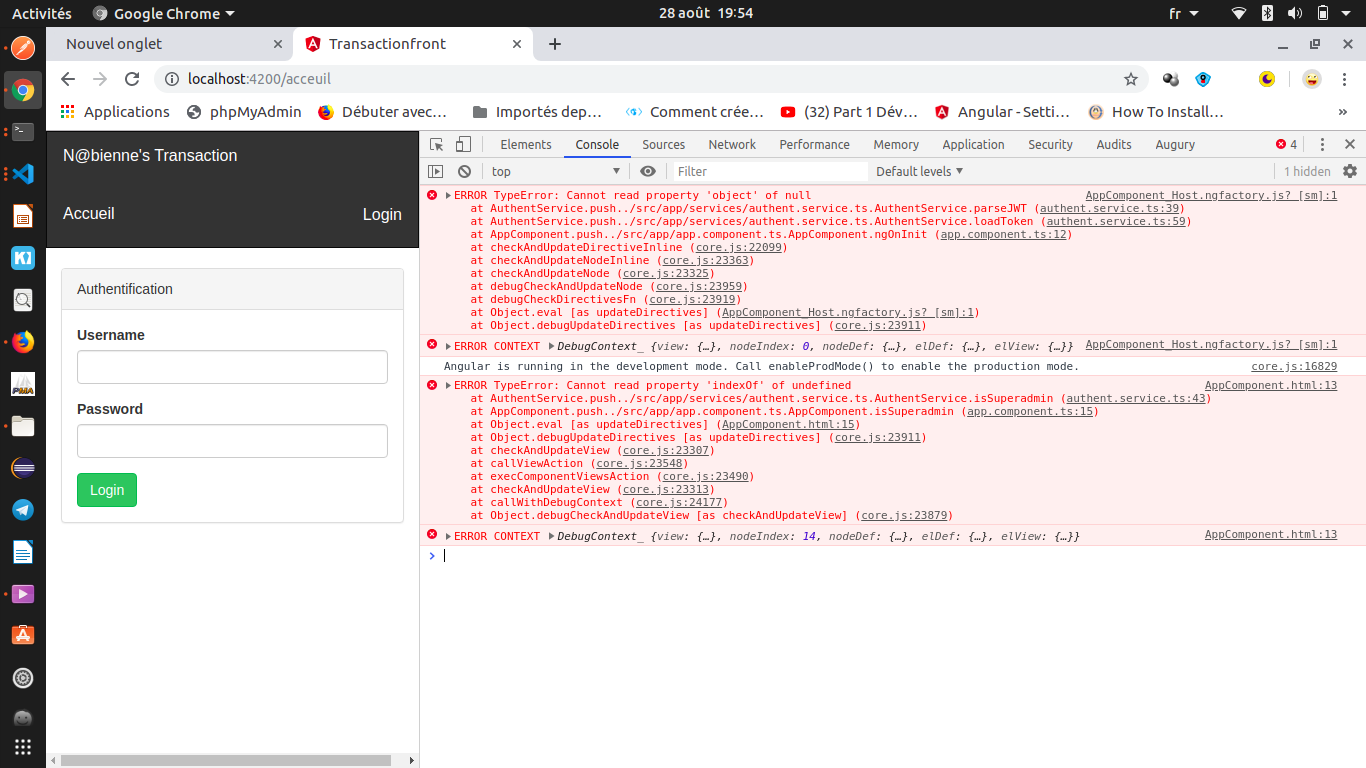 Activités
Google Chrome
28 août 19:54
fr
Nouvel onglet
Transactionfront
localhost:4200/acceuil
Applications
phpMyAdmin
Débuter avec…
Importés dep…
Comment crée…
(32) Part 1 Dév…
Angular - Setti…
How To Install…
»
N@bienne's Transaction
Accueil
Login
Authentification
Username
Password
Login
Elements
Console
Sources
Network
Performance
Memory
Application
Security
Audits
Augury
4
top
Filter
Default levels
1 hidden
ERROR TypeError: Cannot read property 'object' of null AppComponent_Host.ngfactory.js? [sm]:1
at AuthentService.push../src/app/services/authent.service.ts.AuthentService.parseJWT (authent.service.ts:39)
at AuthentService.push../src/app/services/authent.service.ts.AuthentService.loadToken (authent.service.ts:59)
at AppComponent.push../src/app/app.component.ts.AppComponent.ngOnInit (app.component.ts:12)
at checkAndUpdateDirectiveInline (core.js:22099)
at checkAndUpdateNodeInline (core.js:23363)
at checkAndUpdateNode (core.js:23325)
at debugCheckAndUpdateNode (core.js:23959)
at debugCheckDirectivesFn (core.js:23919)
at Object.eval [as updateDirectives] (AppComponent_Host.ngfactory.js? [sm]:1)
at Object.debugUpdateDirectives [as updateDirectives] (core.js:23911)
ERROR CONTEXT DebugContext_ {view: {…}, nodeIndex: 0, nodeDef: {…}, elDef: {…}, elView: {…}} AppComponent_Host.ngfactory.js? [sm]:1
Angular is running in the development mode. Call enableProdMode() to enable the production mode. core.js:16829
ERROR TypeError: Cannot read property 'indexOf' of undefined AppComponent.html:13
at AuthentService.push../src/app/services/authent.service.ts.AuthentService.isSuperadmin (authent.service.ts:43)
at AppComponent.push../src/app/app.component.ts.AppComponent.isSuperadmin (app.component.ts:15)
at Object.eval [as updateDirectives] (AppComponent.html:15)
at Object.debugUpdateDirectives [as updateDirectives] (core.js:23911)
at checkAndUpdateView (core.js:23307)
at callViewAction (core.js:23548)
at execComponentViewsAction (core.js:23490)
at checkAndUpdateView (core.js:23313)
at callWithDebugContext (core.js:24177)
at Object.debugCheckAndUpdateView [as checkAndUpdateView] (core.js:23879)
ERROR CONTEXT DebugContext_ {view: {…}, nodeIndex: 14, nodeDef: {…}, elDef: {…}, elView: {…}} AppComponent.html:13
PMA